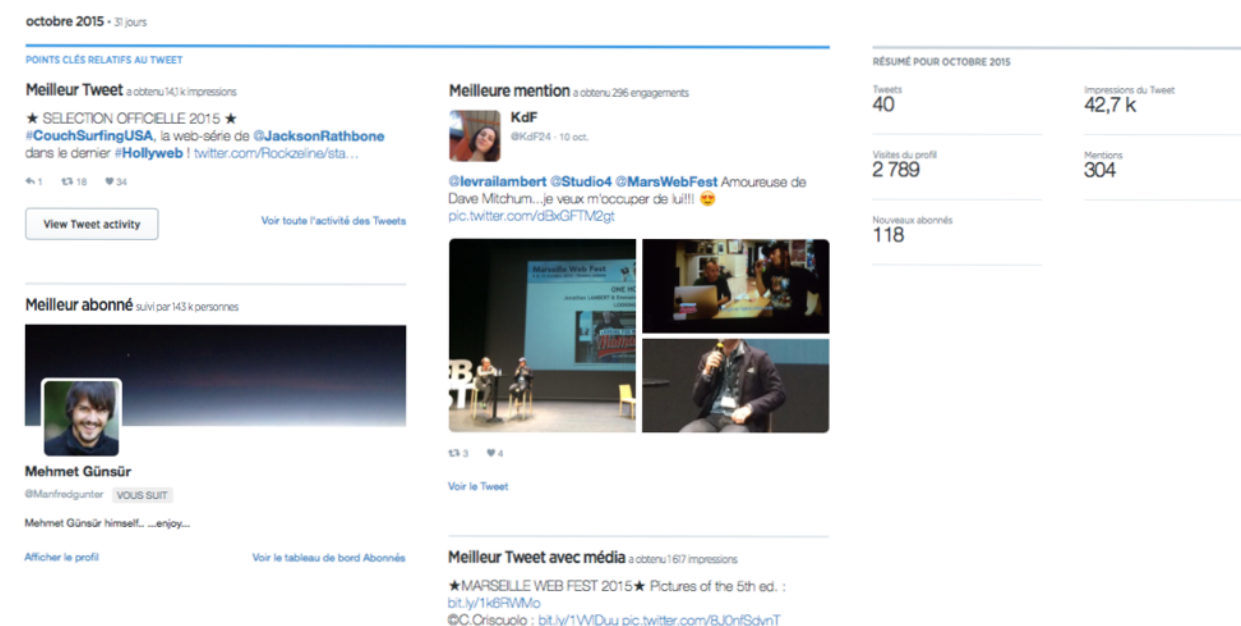 octobre 2015 • 31 jours
POINTS CLÉS RELATIFS AU TWEET
Meilleur Tweet a obtenu 14,1 k impressions
★ SELECTION OFFICIELLE 2015 ★
#CouchSurfingUSA, la web-série de @JacksonRathbone
dans le dernier #Hollyweb ! twitter.com/Rockzeline/sta…
1 18 34
View Tweet activity
Voir toute l'activité des Tweets
Meilleur abonné suivi par 143 k personnes
Mehmet Günsür
@Manfredgunter VOUS SUIT
Mehmet Günsür himself.. ...enjoy...
Afficher le profil
Voir le tableau de bord Abonnés
Meilleure mention a obtenu 296 engagements
KdF
@KdF24 · 10 oct.
@levrailambert @Studio4 @MarsWebFest Amoureuse de
Dave Mitchum...je veux m'occuper de lui!!! 😍
pic.twitter.com/dBxGFTM2gt
Marseille Web Fest
ONE HO
Jonathan LAMBERT & Emman
LOOKING
3 4
Voir le Tweet
Meilleur Tweet avec média a obtenu 1 617 impressions
★MARSEILLE WEB FEST 2015★ Pictures of the 5th ed. :
bit.ly/1k6RWMo
©C.Criscuolo : bit.ly/1VVIDuu pic.twitter.com/8J0nfSdvnT
RÉSUMÉ POUR OCTOBRE 2015
Tweets
40
Impressions du Tweet
42,7 k
Visites du profil
2 789
Mentions
304
Nouveaux abonnés
118